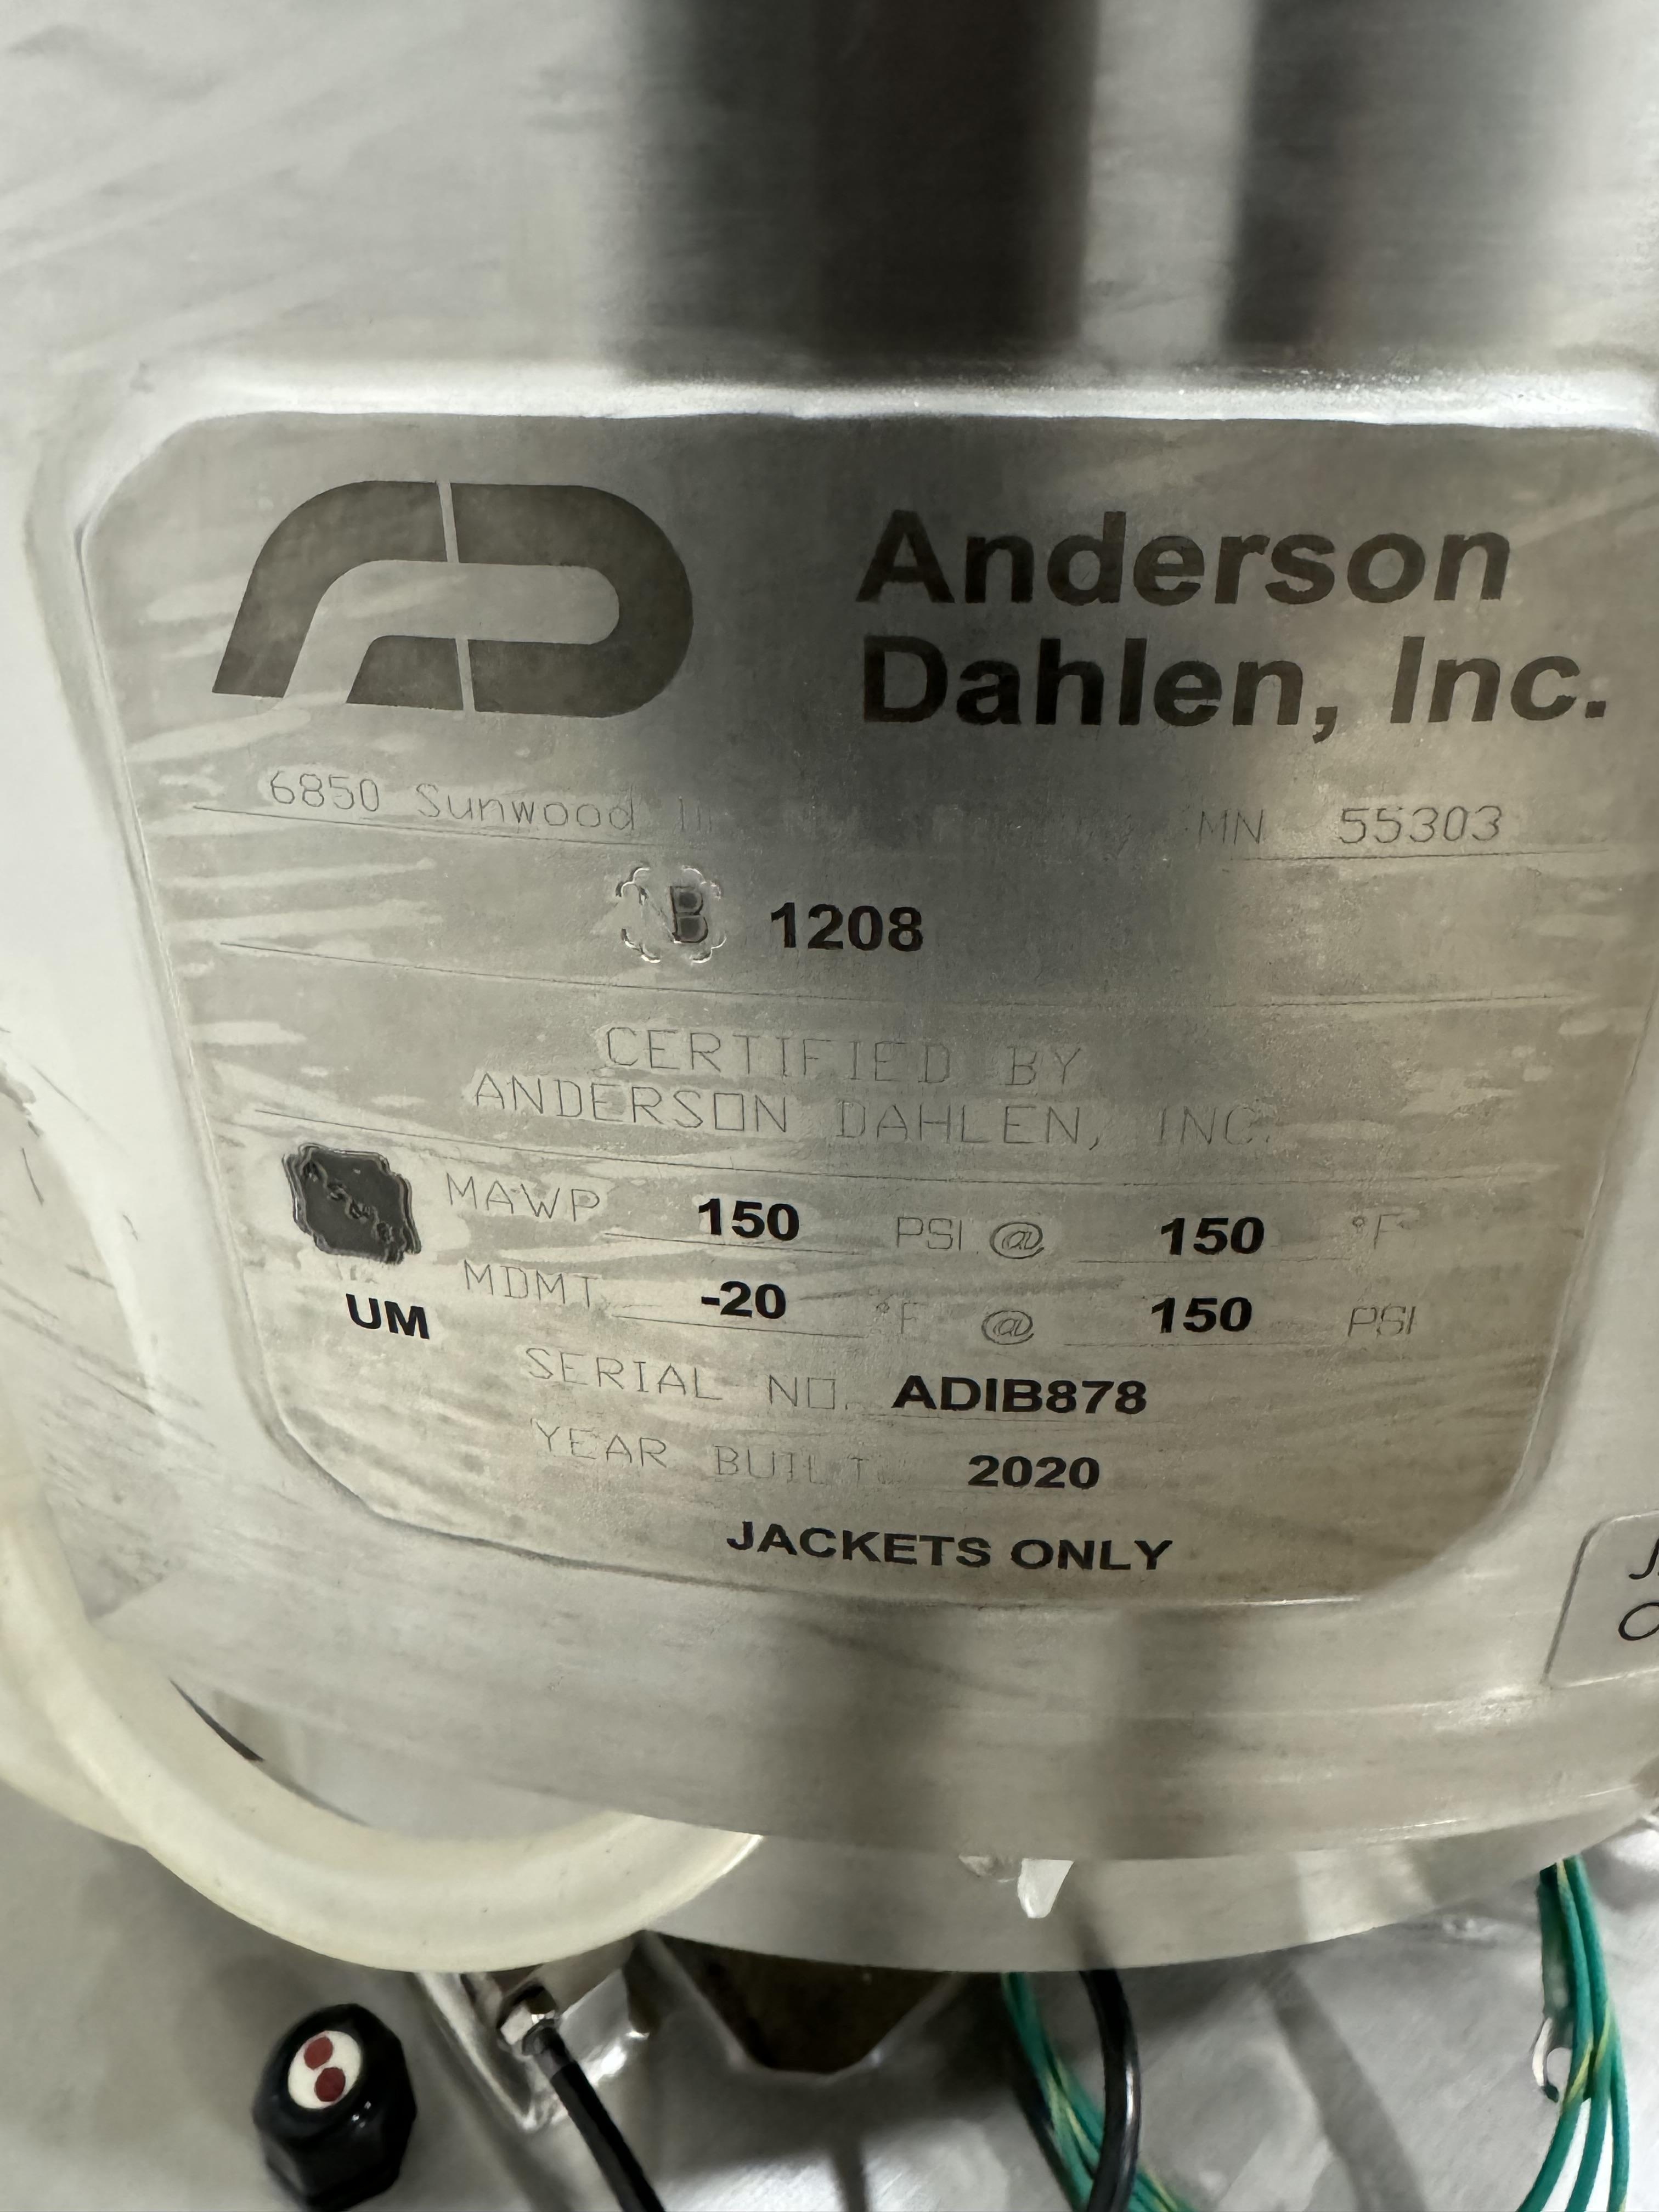 Anderson
Dahlen, Inc.
6850 Sunwood MN 55303
NB 1208
CERTIFIED BY
ANDERSON DAHLEN, INC.
MAWP 150 PSI @ 150 °F
UM
MDMT -20 °F @ 150 PSI
SERIAL NO. ADIB878
YEAR BUILT 2020
JACKETS ONLY